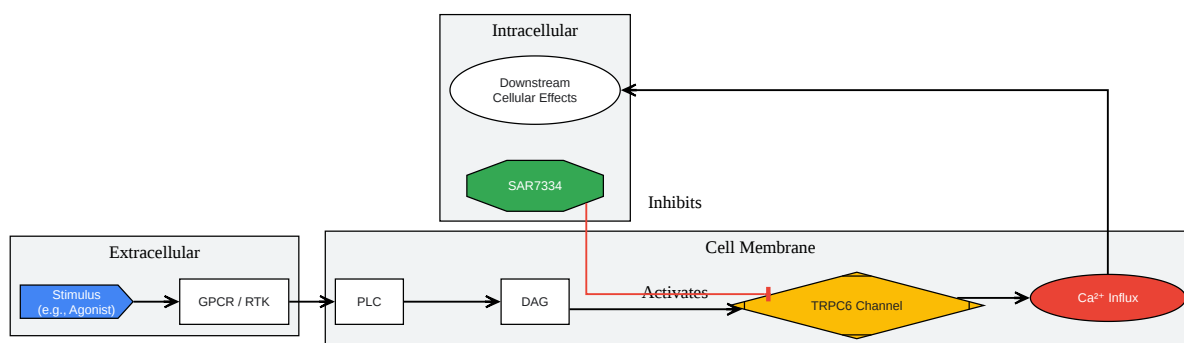 Intracellular
Downstream
Cellular Effects
SAR7334
Inhibits
Extracellular
Stimulus
(e.g., Agonist)
GPCR / RTK
Cell Membrane
PLC
DAG
Activates
TRPC6 Channel
Ca²⁺ Influx